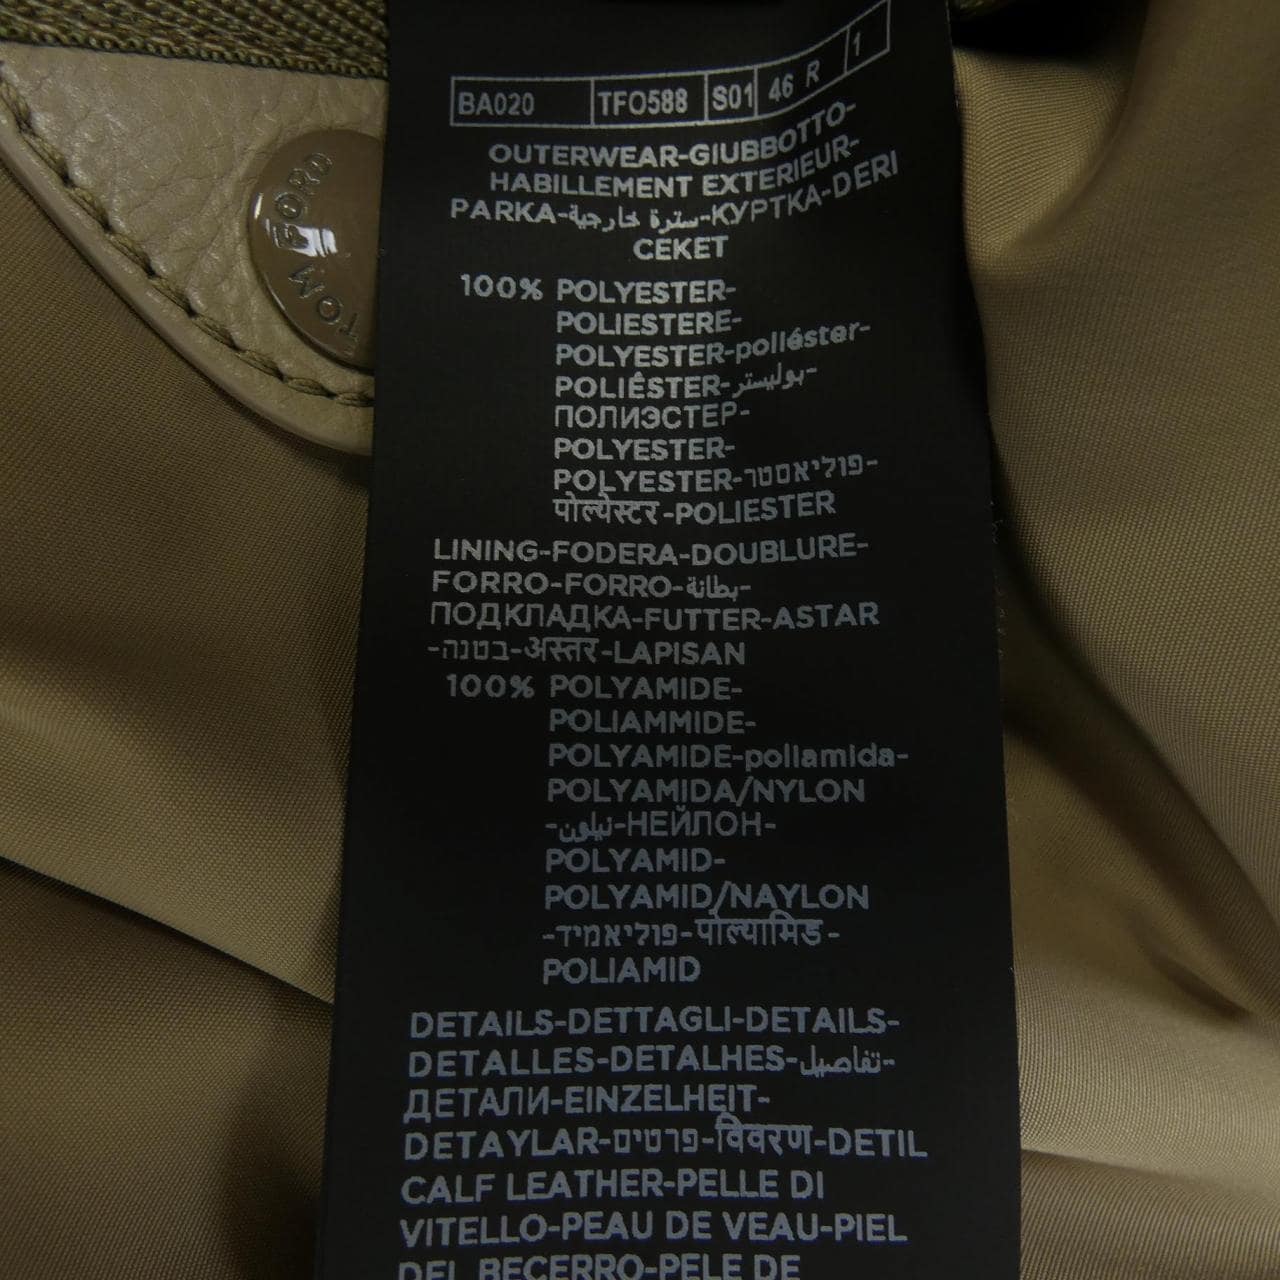 TOM FORD
BA020 TFO588 S01 46 R 1
OUTERWEAR-GIUBBOTTO-
HABILLEMENT EXTERIEUR-
PARKA-سترة خارجية-КУРТКА-DERI
CEKET
100% POLYESTER-
POLIESTERE-
POLYESTER-poliéster-
POLIÉSTER-بوليستر-
ПОЛИЭСТЕР-
POLYESTER-
POLYESTER-פוליאסטר-
पोल्येस्टर-POLIESTER
LINING-FODERA-DOUBLURE-
FORRO-FORRO-بطانة-
ПОДКЛАДКА-FUTTER-ASTAR
-בטנה-अस्तर-LAPISAN
100% POLYAMIDE-
POLIAMMIDE-
POLYAMIDE-poliamida-
POLYAMIDA/NYLON
-نيلون-НЕЙЛОН-
POLYAMID-
POLYAMID/NAYLON
-פוליאמיד-पोल्यामिड-
POLIAMID
DETAILS-DETTAGLI-DETAILS-
DETALLES-DETALHES-تفاصيل-
ДЕТАЛИ-EINZELHEIT-
DETAYLAR-פרטים-विवरण-DETIL
CALF LEATHER-PELLE DI
VITELLO-PEAU DE VEAU-PIEL
DEL BECERRO-PELE DE